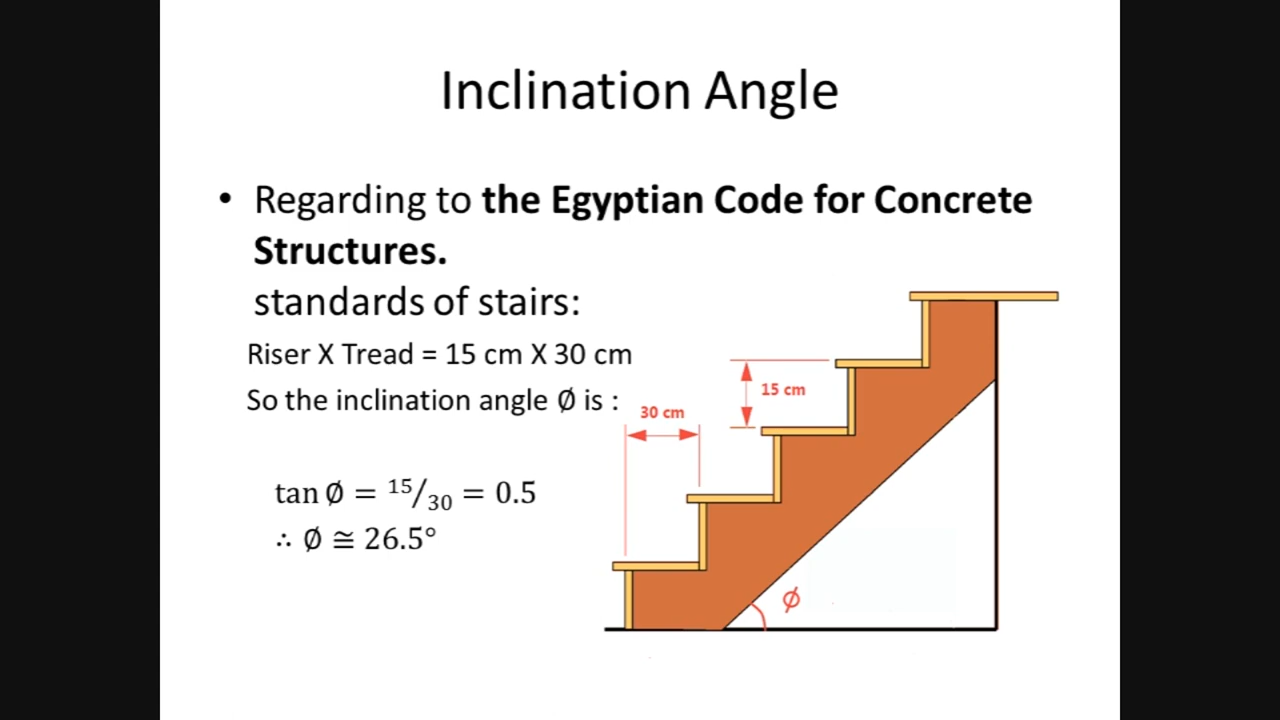 Inclination Angle
• Regarding to the Egyptian Code for Concrete
Structures.
standards of stairs:
Riser X Tread = 15 cm X 30 cm
So the inclination angle Ø is :
tan Ø = 15/30 = 0.5
∴ Ø ≅ 26.5°
30 cm
15 cm
Ø